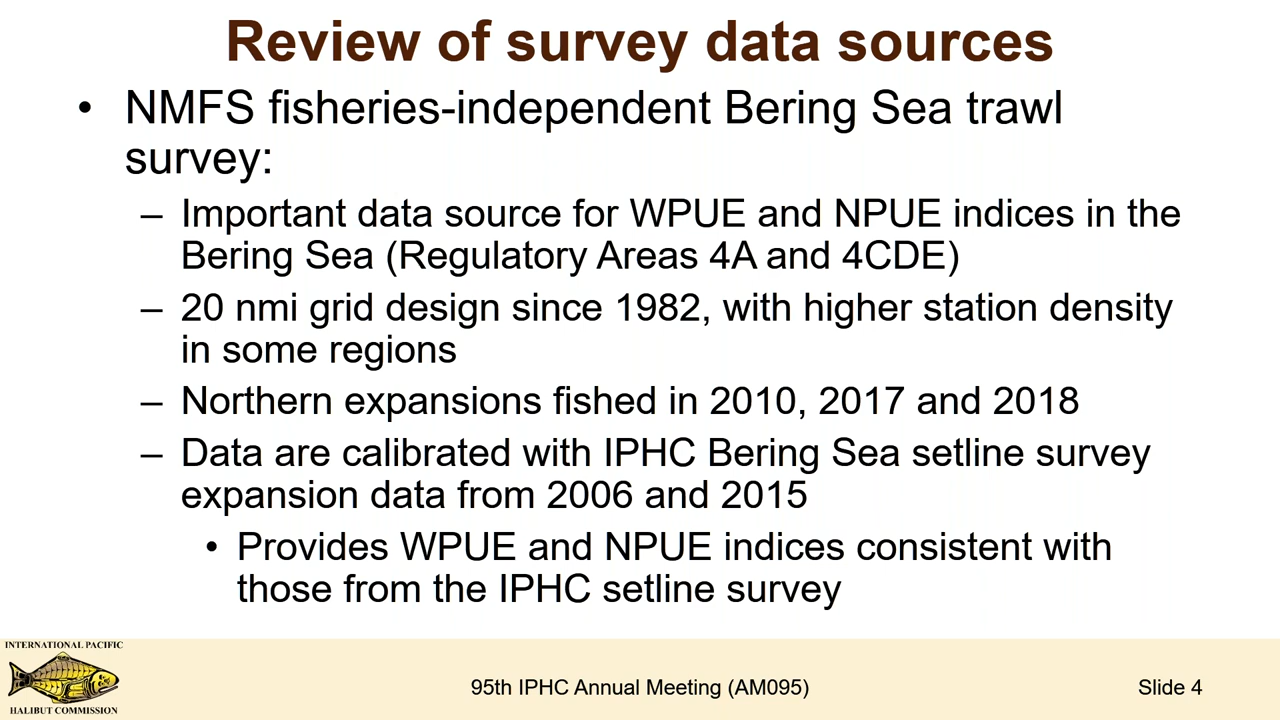 Review of survey data sources
• NMFS fisheries-independent Bering Sea trawl
survey:
– Important data source for WPUE and NPUE indices in the
Bering Sea (Regulatory Areas 4A and 4CDE)
– 20 nmi grid design since 1982, with higher station density
in some regions
– Northern expansions fished in 2010, 2017 and 2018
– Data are calibrated with IPHC Bering Sea setline survey
expansion data from 2006 and 2015
• Provides WPUE and NPUE indices consistent with
those from the IPHC setline survey
INTERNATIONAL PACIFIC
HALIBUT COMMISSION
95th IPHC Annual Meeting (AM095)
Slide 4